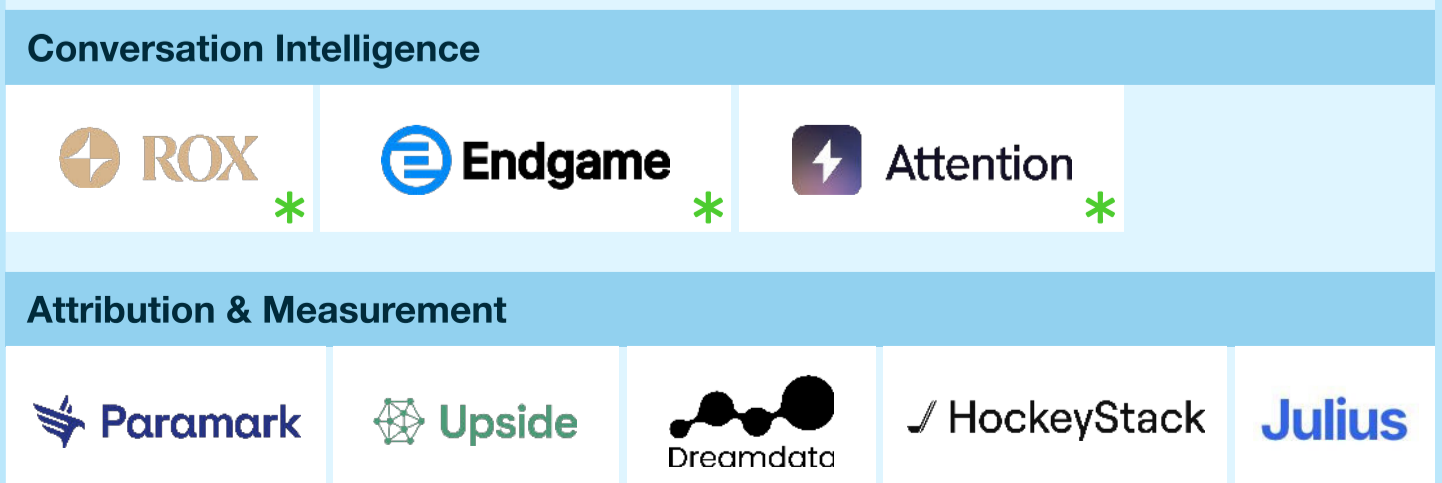 Conversation Intelligence
ROX
Endgame
Attention
* * *
Attribution & Measurement
Paramark
Upside
Dreamdata
HockeyStack
Julius